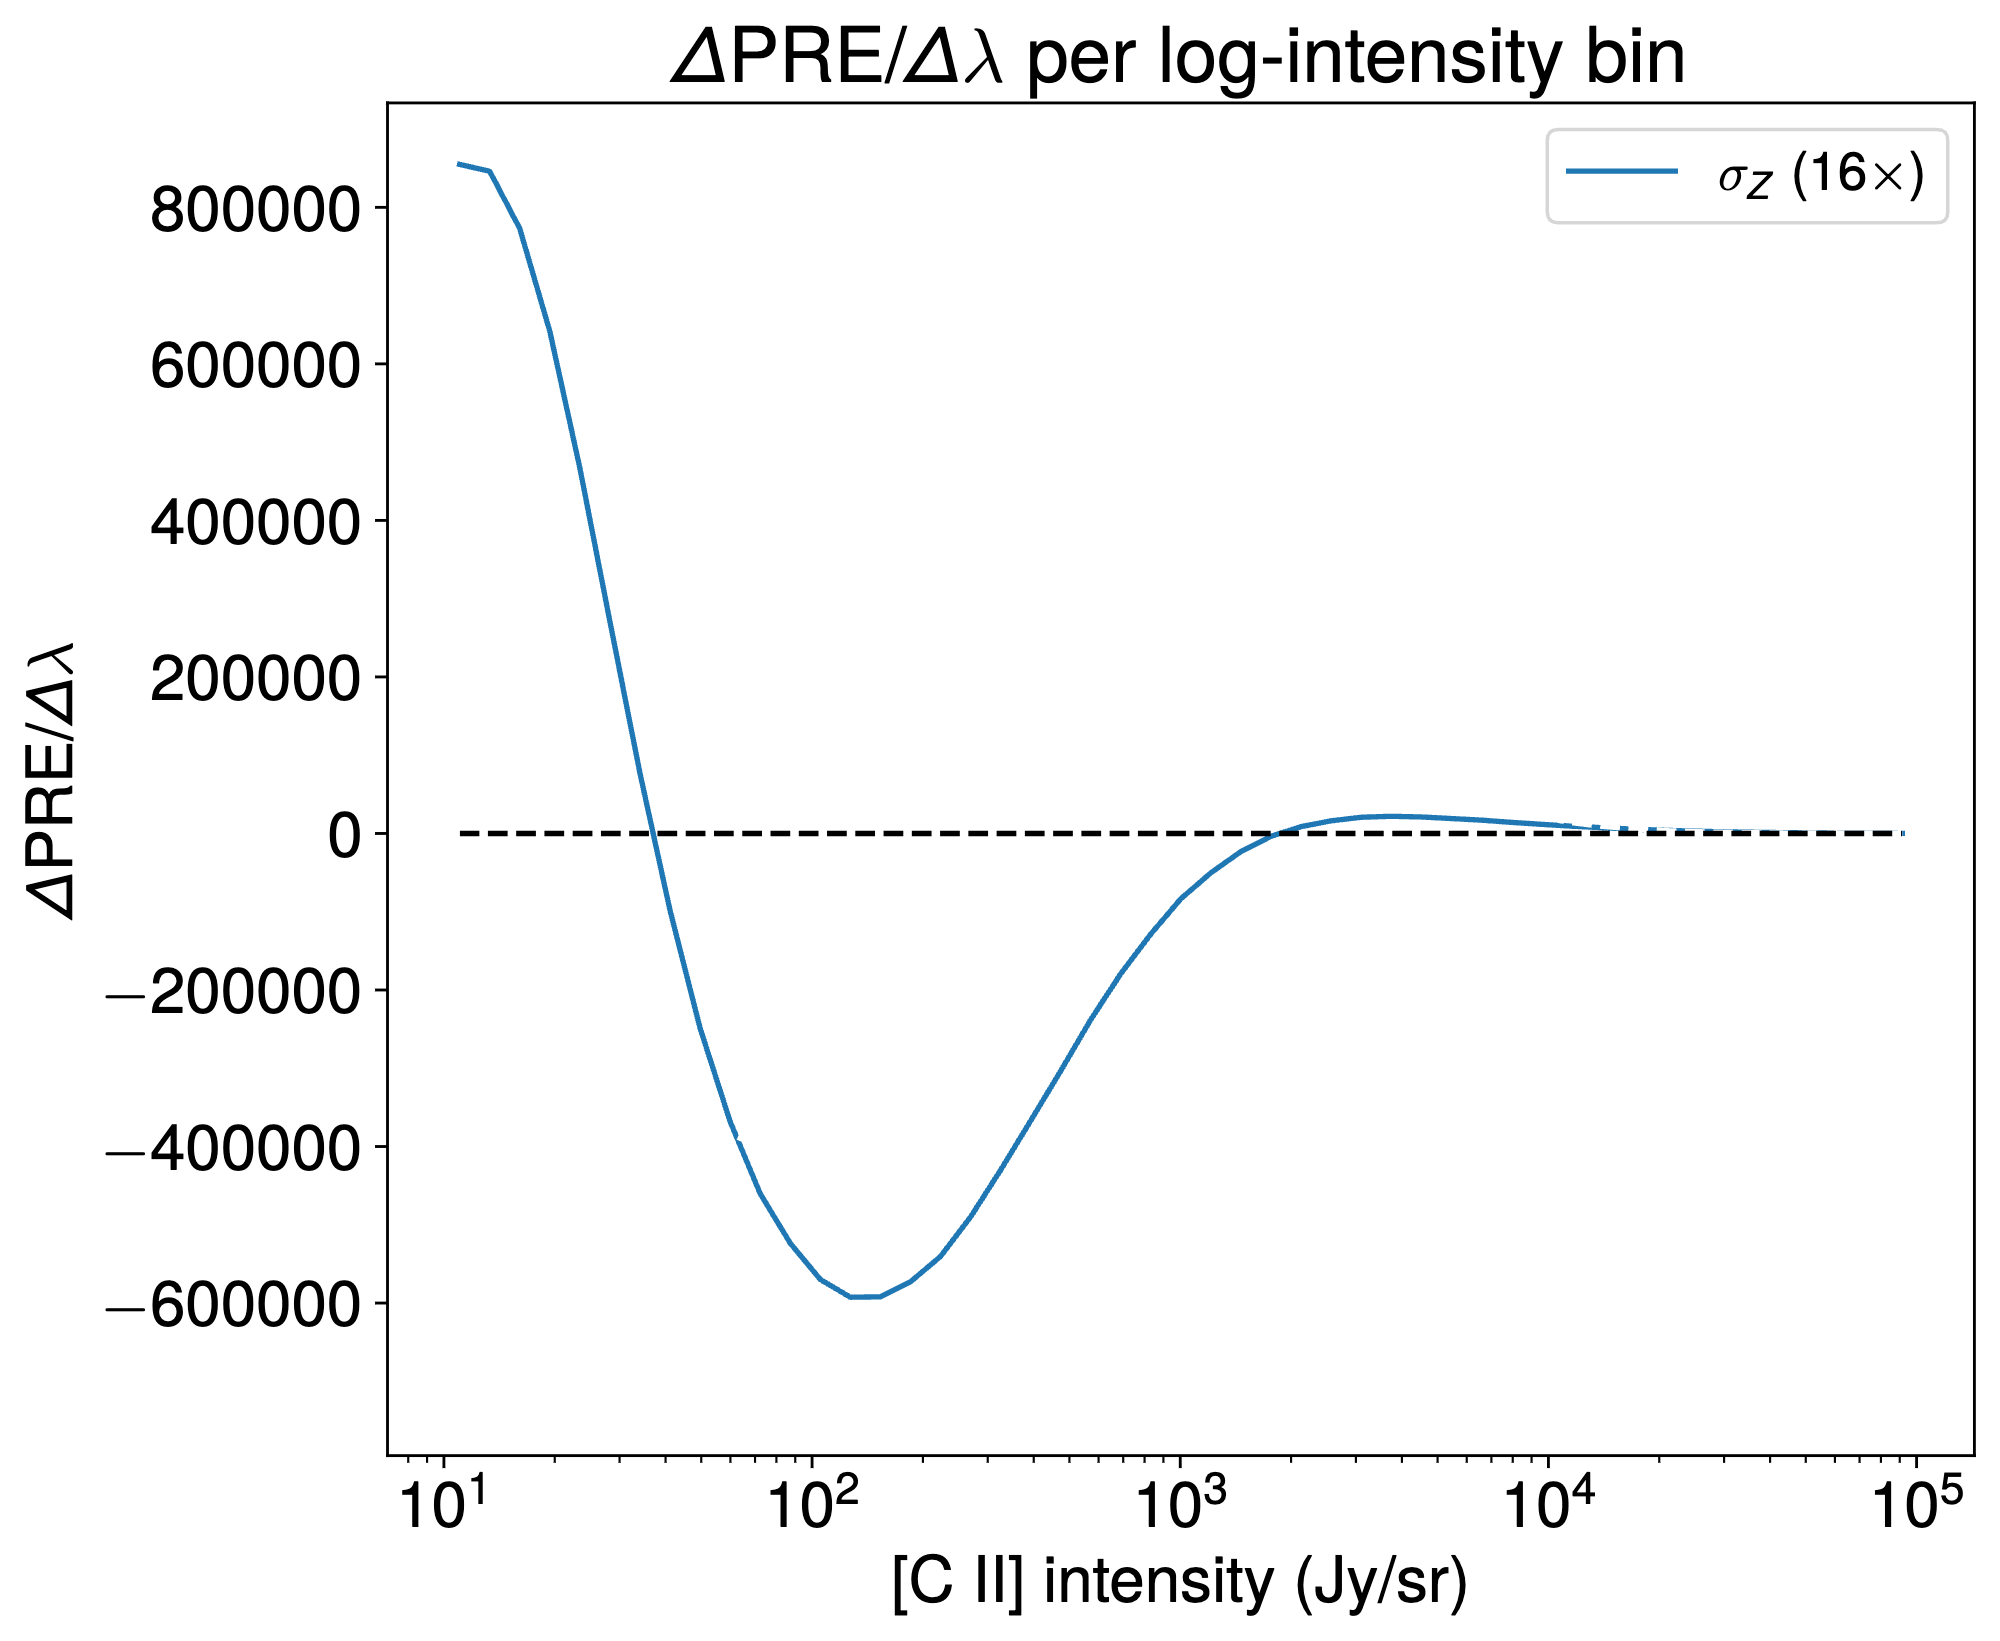 ΔPRE/Δλ per log-intensity bin
σZ (16×)
ΔPRE/Δλ
800000
600000
400000
200000
0
−200000
−400000
−600000
10¹ 10² 10³ 10⁴ 10⁵
[C II] intensity (Jy/sr)